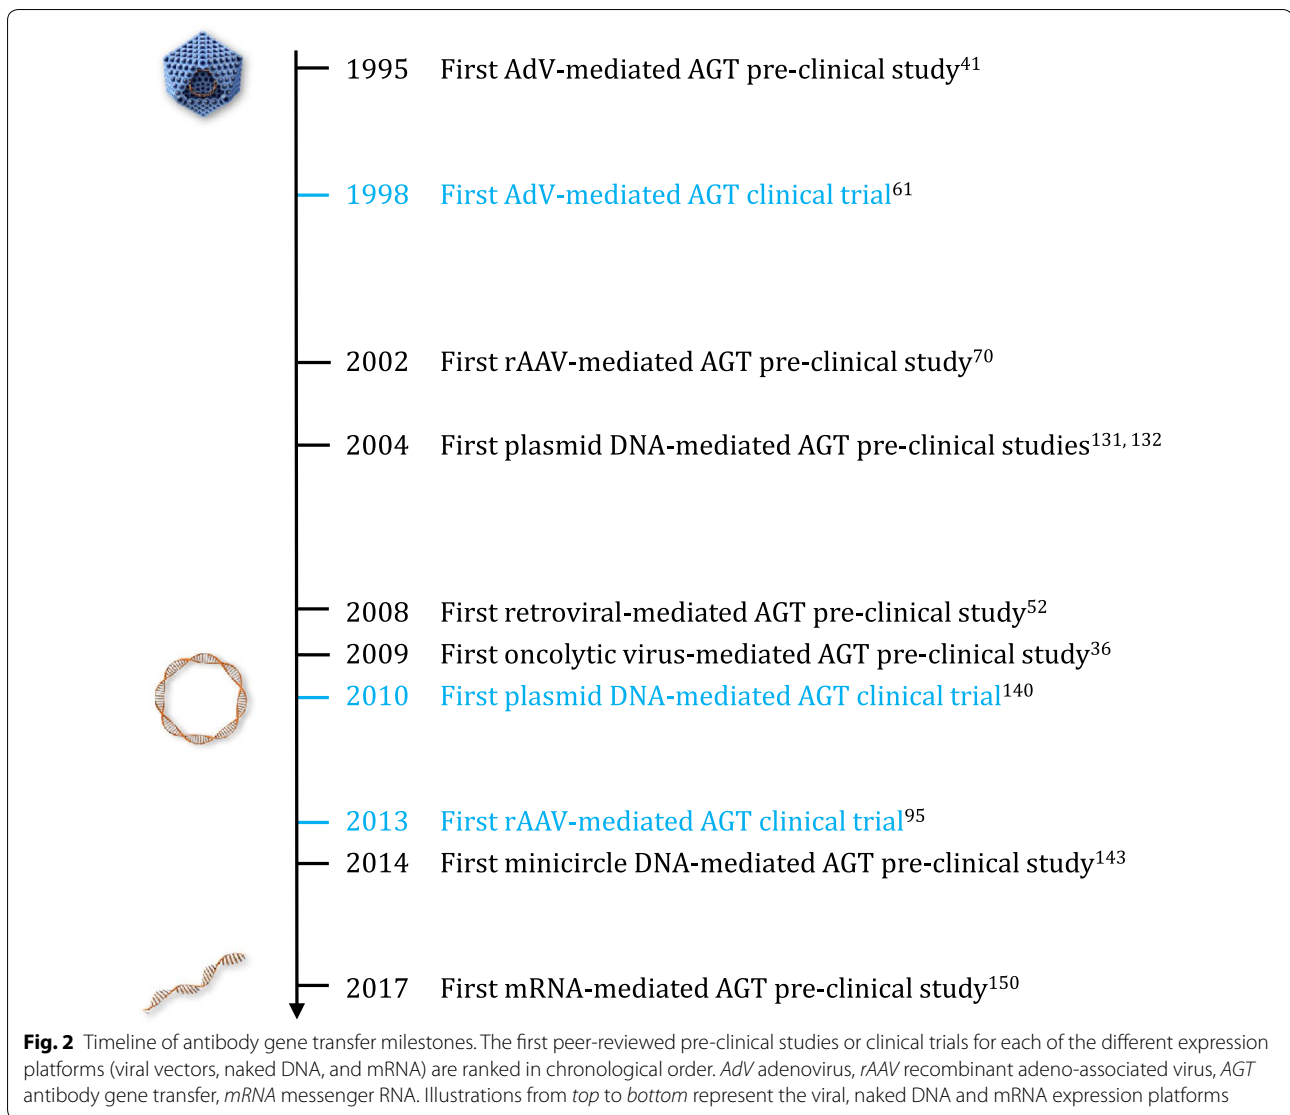 1995 First AdV-mediated AGT pre-clinical study41
1998 First AdV-mediated AGT clinical trial61
2002 First rAAV-mediated AGT pre-clinical study70
2004 First plasmid DNA-mediated AGT pre-clinical studies131, 132
2008 First retroviral-mediated AGT pre-clinical study52
2009 First oncolytic virus-mediated AGT pre-clinical study36
2010 First plasmid DNA-mediated AGT clinical trial140
2013 First rAAV-mediated AGT clinical trial95
2014 First minicircle DNA-mediated AGT pre-clinical study143
2017 First mRNA-mediated AGT pre-clinical study150
Fig. 2 Timeline of antibody gene transfer milestones. The first peer-reviewed pre-clinical studies or clinical trials for each of the different expression
platforms (viral vectors, naked DNA, and mRNA) are ranked in chronological order. AdV adenovirus, rAAV recombinant adeno-associated virus, AGT
antibody gene transfer, mRNA messenger RNA. Illustrations from top to bottom represent the viral, naked DNA and mRNA expression platforms